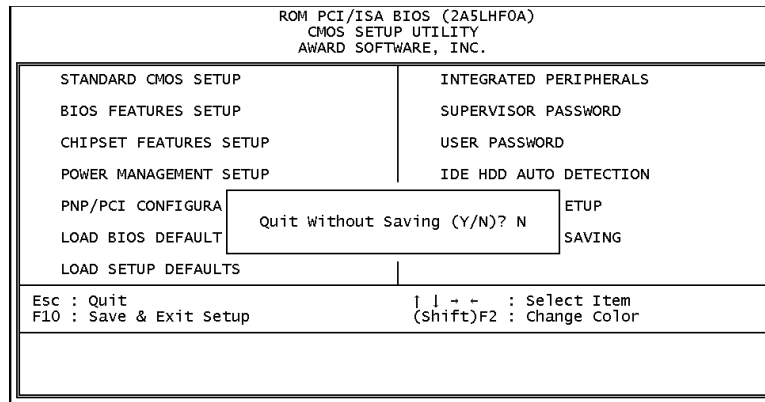 ROM PCI/ISA BIOS (2A5LHF0A)
CMOS SETUP UTILITY
AWARD SOFTWARE, INC.
STANDARD CMOS SETUP
BIOS FEATURES SETUP
CHIPSET FEATURES SETUP
POWER MANAGEMENT SETUP
PNP/PCI CONFIGURA
LOAD BIOS DEFAULT
LOAD SETUP DEFAULTS
INTEGRATED PERIPHERALS
SUPERVISOR PASSWORD
USER PASSWORD
IDE HDD AUTO DETECTION
ETUP
SAVING
Quit Without Saving (Y/N)? N
Esc : Quit
F10 : Save & Exit Setup
↑ ↓ → ← : Select Item
(Shift)F2 : Change Color